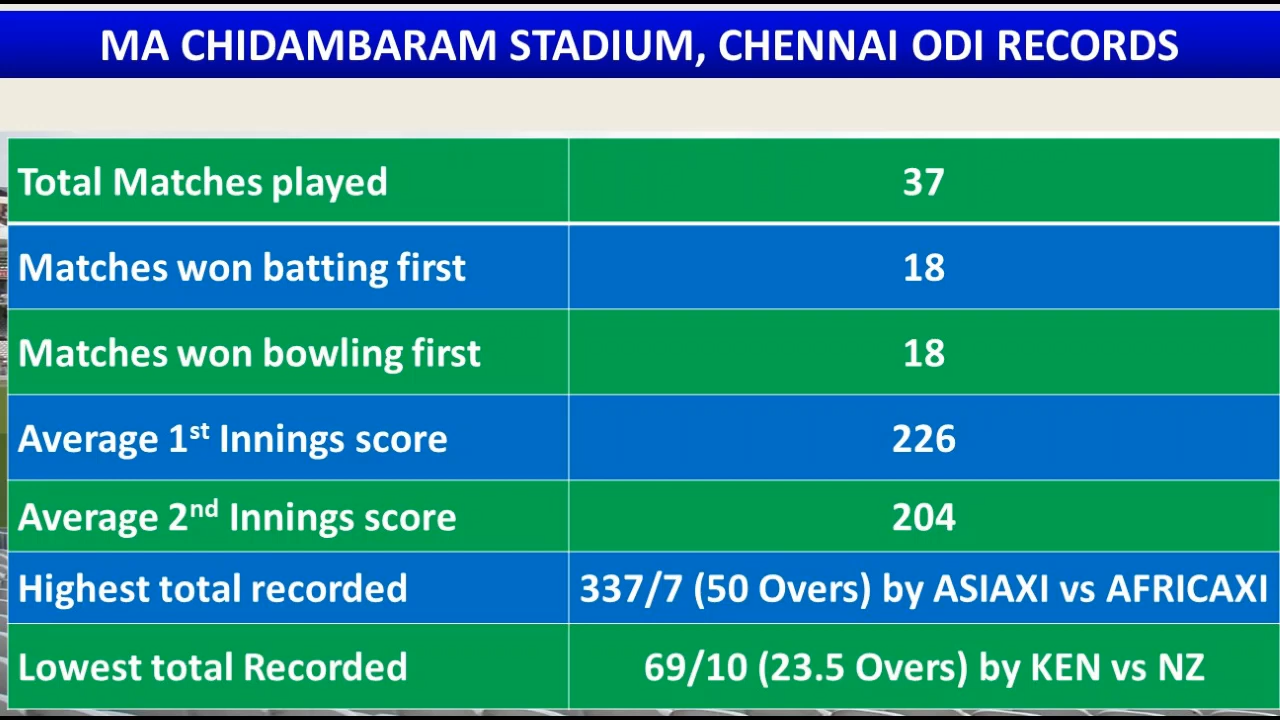 MA CHIDAMBARAM STADIUM, CHENNAI ODI RECORDS
Total Matches played 37
Matches won batting first 18
Matches won bowling first 18
Average 1st Innings score 226
Average 2nd Innings score 204
Highest total recorded 337/7 (50 Overs) by ASIAXI vs AFRICAXI
Lowest total Recorded 69/10 (23.5 Overs) by KEN vs NZ